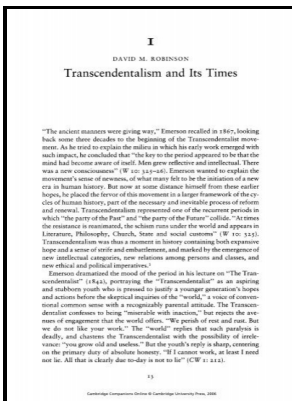 I
DAVID M. ROBINSON
Transcendentalism and Its Times
"The ancient manners were giving way," Emerson recalled in 1867, looking
back some three decades to the beginning of the Transcendentalist move-
ment. As he tried to explain the milieu in which his early work emerged with
such impact, he concluded that "the key to the period appeared to be that the
mind had become aware of itself. Men grew reflective and intellectual. There
was a new consciousness" (W 10: 325–26). Emerson wanted to explain the
movement's sense of newness, of what many felt to be the initiation of a new
era in human history. But now at some distance himself from these earlier
hopes, he placed the fervor of this movement in a larger framework of the cy-
cles of human history, part of the necessary and inevitable process of reform
and renewal. Transcendentalism represented one of the recurrent periods in
which "the party of the Past" and "the party of the Future" collide. "At times
the resistance is reanimated, the schism runs under the world and appears in
Literature, Philosophy, Church, State and social customs" (W 10: 325).
Transcendentalism was thus a moment in history containing both expansive
hope and a sense of strife and embattlement, and marked by the emergence of
new intellectual categories, new relations among persons and classes, and
new ethical and political imperatives.
Emerson dramatized the mood of the period in his lecture on "The Tran-
scendentalist" (1842), portraying the "Transcendentalist" as an aspiring
and stubborn youth who is pressed to justify a younger generation's hopes
and actions before the skeptical inquiries of the "world," a voice of conven-
tional common sense with a recognizably parental attitude. The Transcen-
dentalist confesses to being "miserable with inaction," but rejects the ave-
nues of engagement that the world offers. "We perish of rest and rust. But
we do not like your work." The "world" replies that such paralysis is
deadly, and chastens the Transcendentalist with the possibility of irrele-
vance: "you grow old and useless." But the youth's reply is sharp, centering
on the primary duty of absolute honesty. "If I cannot work, at least I need
not lie. All that is clearly due to-day is not to lie" (CW 1: 212).
13
Cambridge Companions Online © Cambridge University Press, 2006